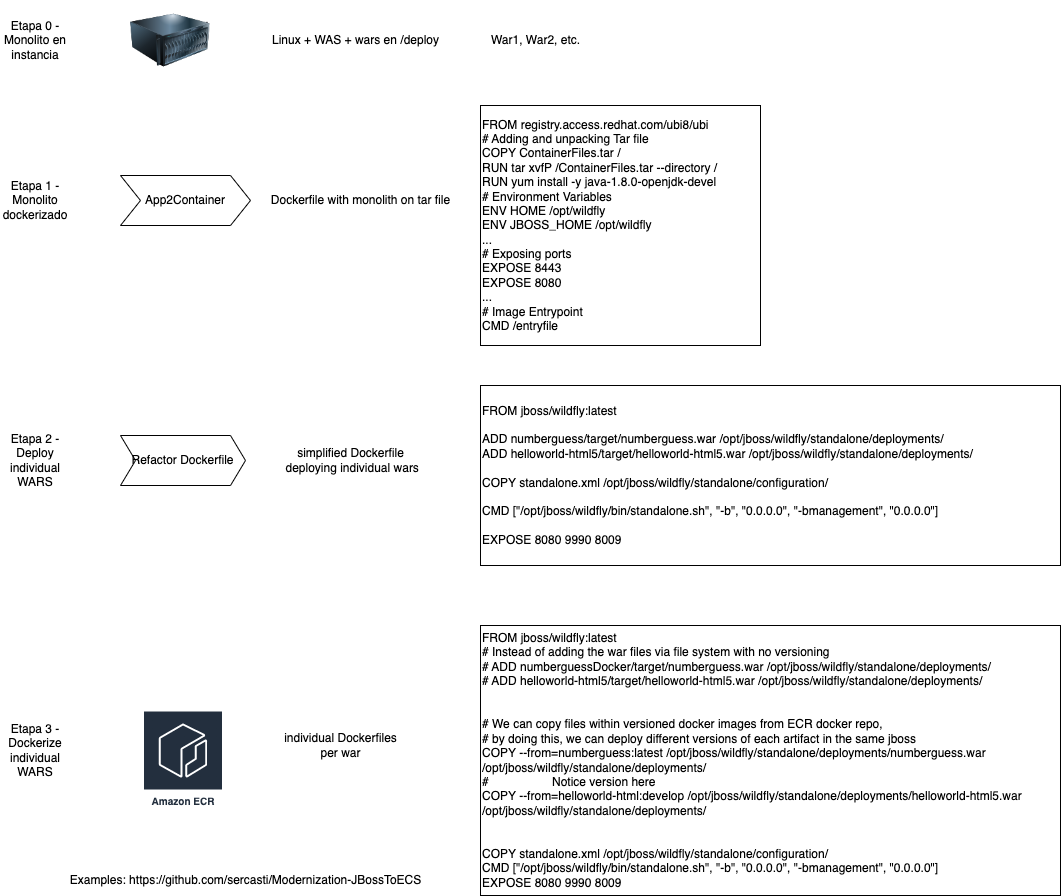 Etapa 0 -
Monolito en
instancia
Linux + WAS + wars en /deploy
War1, War2, etc.
Etapa 1 -
Monolito
dockerizado
App2Container
Dockerfile with monolith on tar file
FROM registry.access.redhat.com/ubi8/ubi
# Adding and unpacking Tar file
COPY ContainerFiles.tar /
RUN tar xvfP /ContainerFiles.tar --directory /
RUN yum install -y java-1.8.0-openjdk-devel
# Environment Variables
ENV HOME /opt/wildfly
ENV JBOSS_HOME /opt/wildfly
...
# Exposing ports
EXPOSE 8443
EXPOSE 8080
...
# Image Entrypoint
CMD /entryfile
Etapa 2 -
Deploy
individual
WARS
Refactor Dockerfile
simplified Dockerfile
deploying individual wars
FROM jboss/wildfly:latest
ADD numberguess/target/numberguess.war /opt/jboss/wildfly/standalone/deployments/
ADD helloworld-html5/target/helloworld-html5.war /opt/jboss/wildfly/standalone/deployments/
COPY standalone.xml /opt/jboss/wildfly/standalone/configuration/
CMD ["/opt/jboss/wildfly/bin/standalone.sh", "-b", "0.0.0.0", "-bmanagement", "0.0.0.0"]
EXPOSE 8080 9990 8009
Etapa 3 -
Dockerize
individual
WARS
Amazon ECR
individual Dockerfiles
per war
FROM jboss/wildfly:latest
# Instead of adding the war files via file system with no versioning
# ADD numberguessDocker/target/numberguess.war /opt/jboss/wildfly/standalone/deployments/
# ADD helloworld-html5/target/helloworld-html5.war /opt/jboss/wildfly/standalone/deployments/
# We can copy files within versioned docker images from ECR docker repo,
# by doing this, we can deploy different versions of each artifact in the same jboss
COPY --from=numberguess:latest /opt/jboss/wildfly/standalone/deployments/numberguess.war
/opt/jboss/wildfly/standalone/deployments/
# Notice version here
COPY --from=helloworld-html:develop /opt/jboss/wildfly/standalone/deployments/helloworld-html5.war
/opt/jboss/wildfly/standalone/deployments/
COPY standalone.xml /opt/jboss/wildfly/standalone/configuration/
CMD ["/opt/jboss/wildfly/bin/standalone.sh", "-b", "0.0.0.0", "-bmanagement", "0.0.0.0"]
EXPOSE 8080 9990 8009
Examples: https://github.com/sercasti/Modernization-JBossToECS